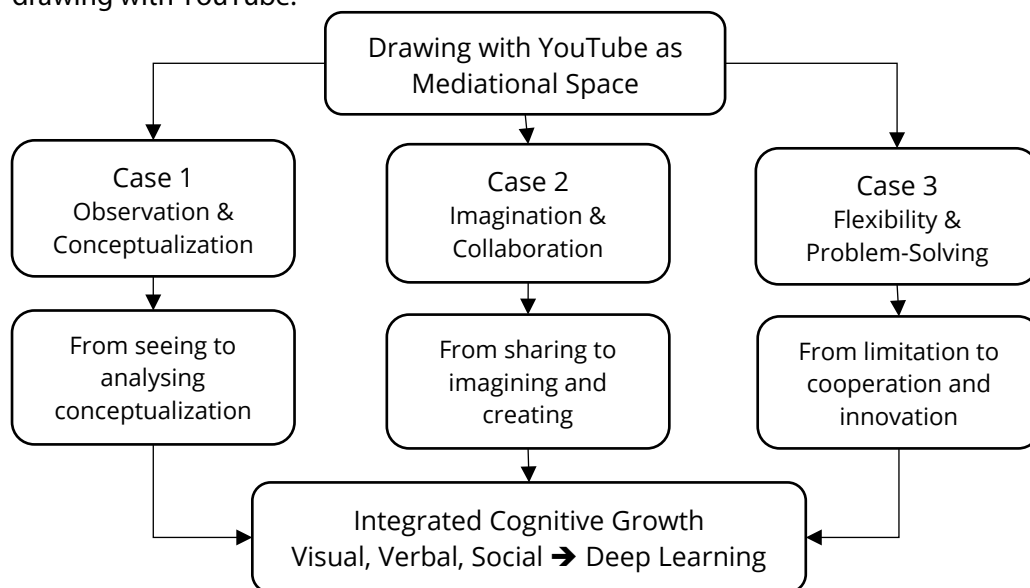 drawing with YouTube.
Drawing with YouTube as
Mediational Space
Case 1
Observation &
Conceptualization
Case 2
Imagination &
Collaboration
Case 3
Flexibility &
Problem-Solving
From seeing to
analysing
conceptualization
From sharing to
imagining and
creating
From limitation to
cooperation and
innovation
Integrated Cognitive Growth
Visual, Verbal, Social ➔ Deep Learning